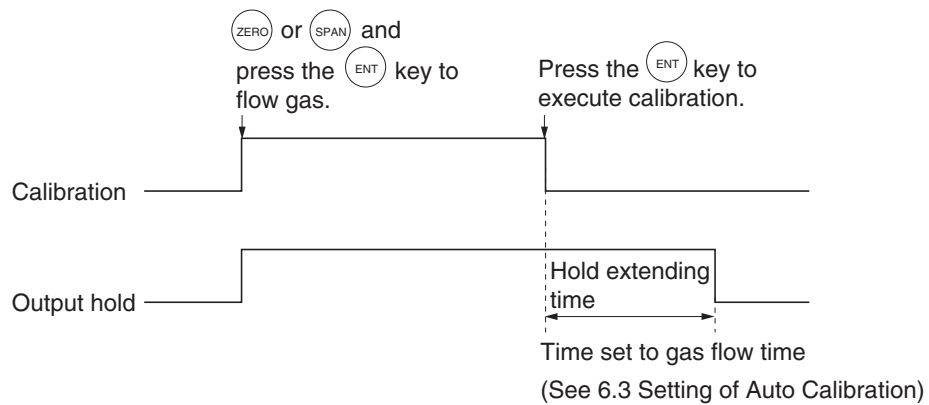 ZERO or SPAN and
press the ENT key to
flow gas.
Press the ENT key to
execute calibration.
Calibration
Output hold
Hold extending
time
Time set to gas flow time
(See 6.3 Setting of Auto Calibration)